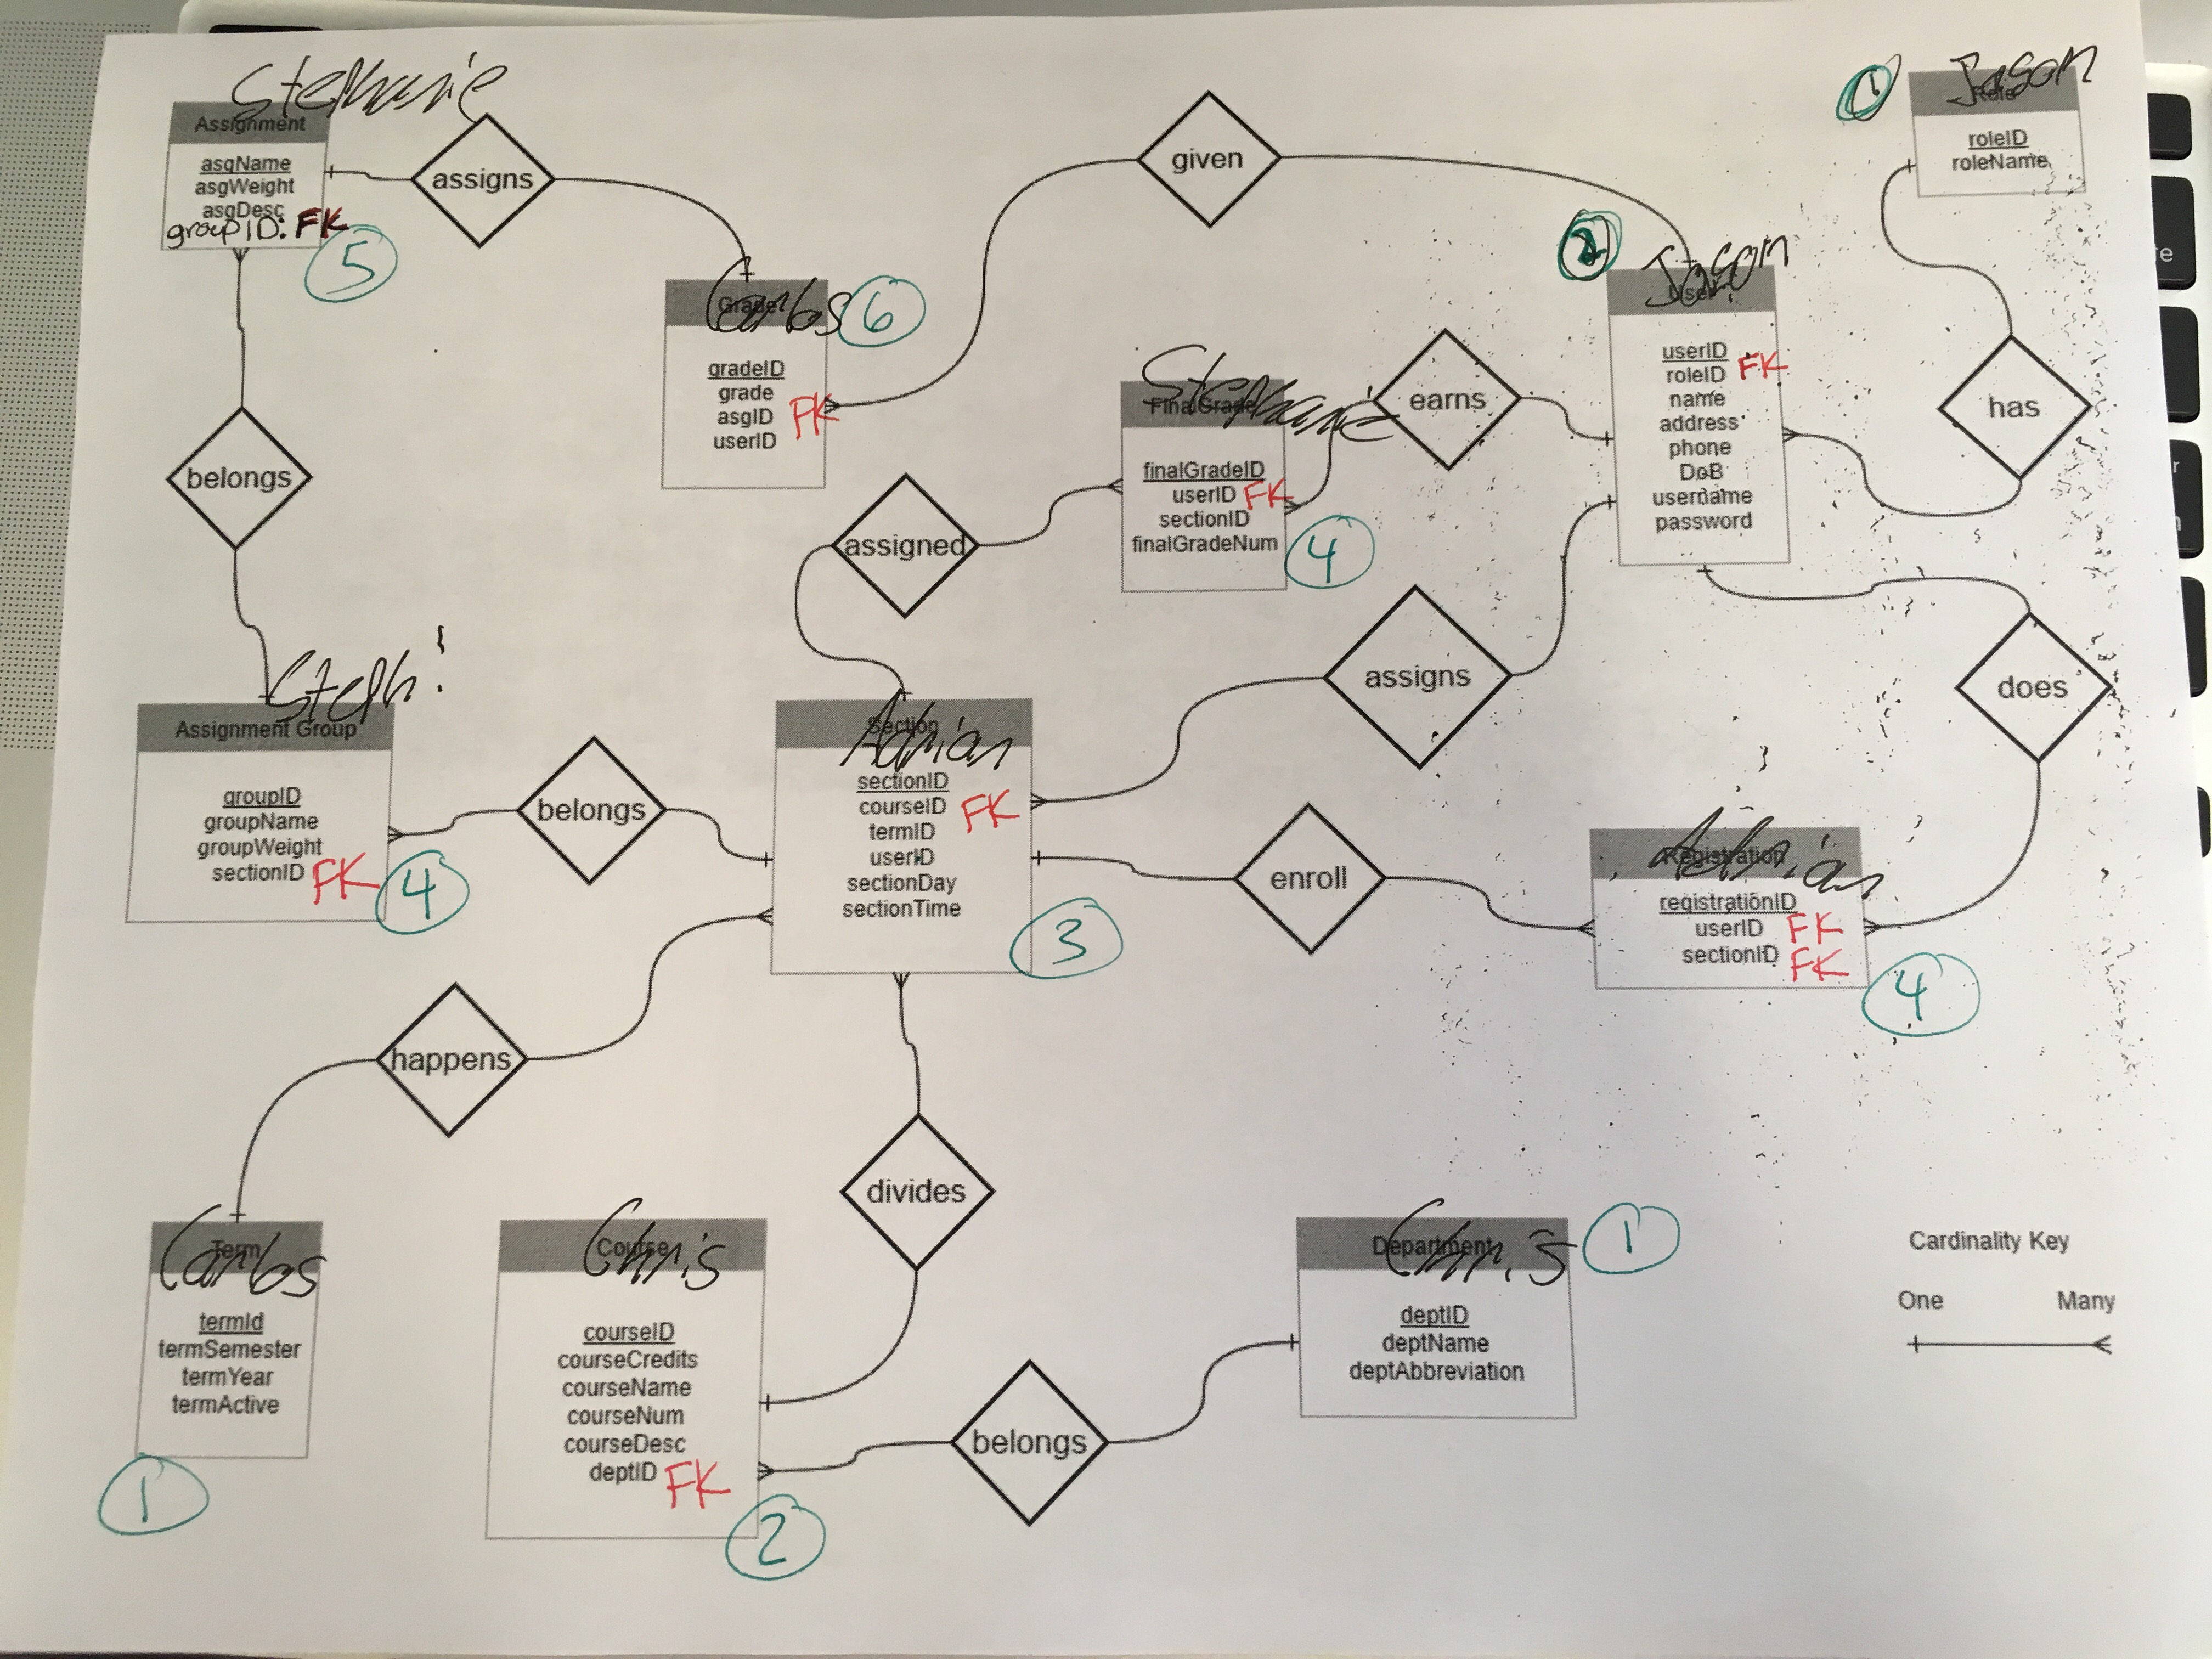 Stephanie
Assignment
asgName
asgWeight
asgDesc
groupID: FK
5
assigns
given
1
Jason
Role
roleID
roleName
2
Jason
User
userID
roleID FK
name
address
phone
DoB
username
password
has
Carlos
Grade
6
gradeID
grade
asgID FK
userID
Stephanie
FinalGrade
finalGradeID
userID FK
sectionID
finalGradeNum
4
earns
belongs
assigned
assigns
does
Steph!
Assignment Group
groupID
groupName
groupWeight
sectionID FK
4
belongs
Adrian
Section
sectionID
courseID FK
termID
userID
sectionDay
sectionTime
3
enroll
Adrian
Registration
registrationID
userID FK
sectionID FK
4
happens
divides
Carlos
Term
termId
termSemester
termYear
termActive
1
Chris
Course
courseID
courseCredits
courseName
courseNum
courseDesc
deptID FK
2
belongs
Chris
Department
1
deptID
deptName
deptAbbreviation
Cardinality Key
One Many